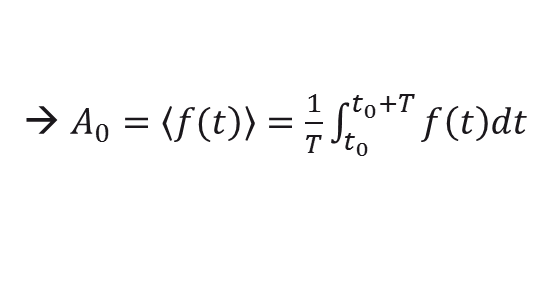 → A₀ = ⟨f(t)⟩ = 1/T ∫_{t₀}^{t₀+T} f(t)dt